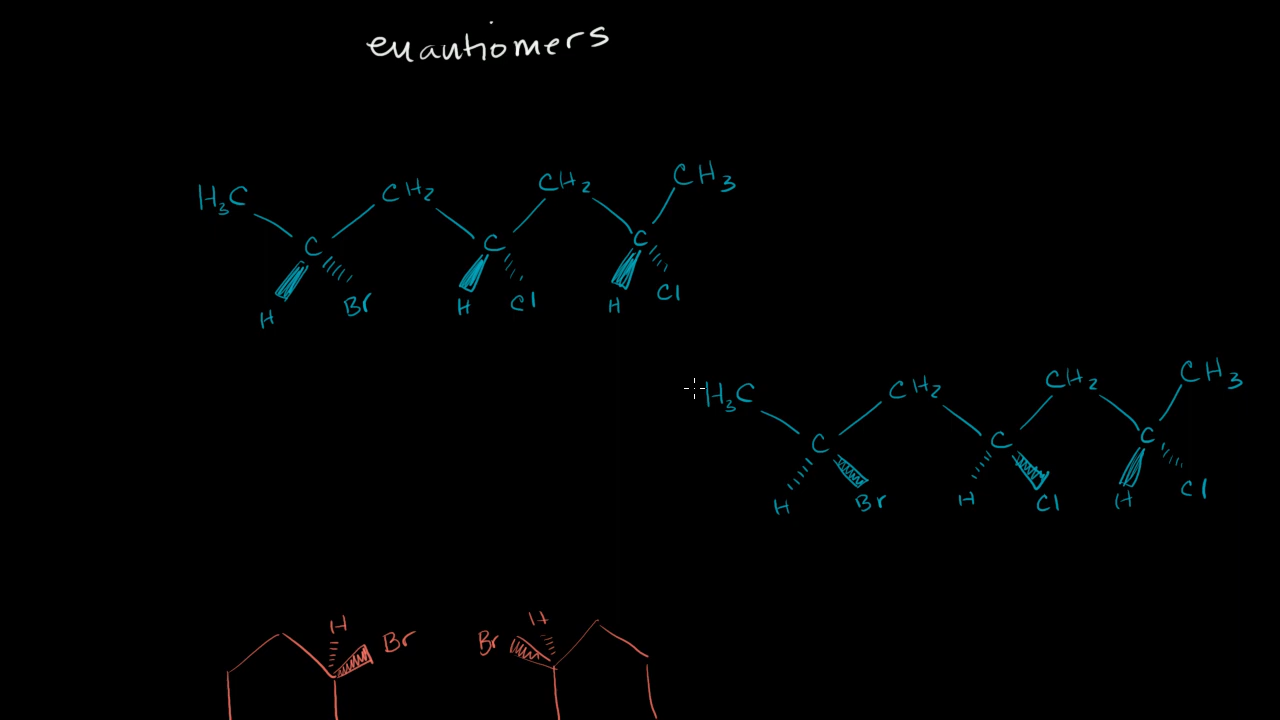 enantiomers
H₃C CH₂ CH₂ CH₃
C C C
H Br H Cl H Cl
H₃C CH₂ CH₂ CH₃
C C C
H Br H Cl H Cl
H Br Br H